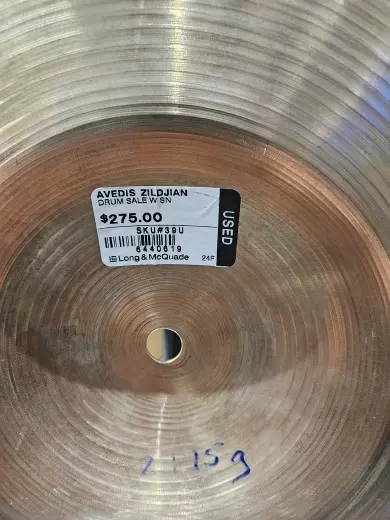 AVEDIS ZILDJIAN
DRUM SALE W SN
$275.00
USED
SKU#39U
6440619
Long & McQuade 24F
2115g